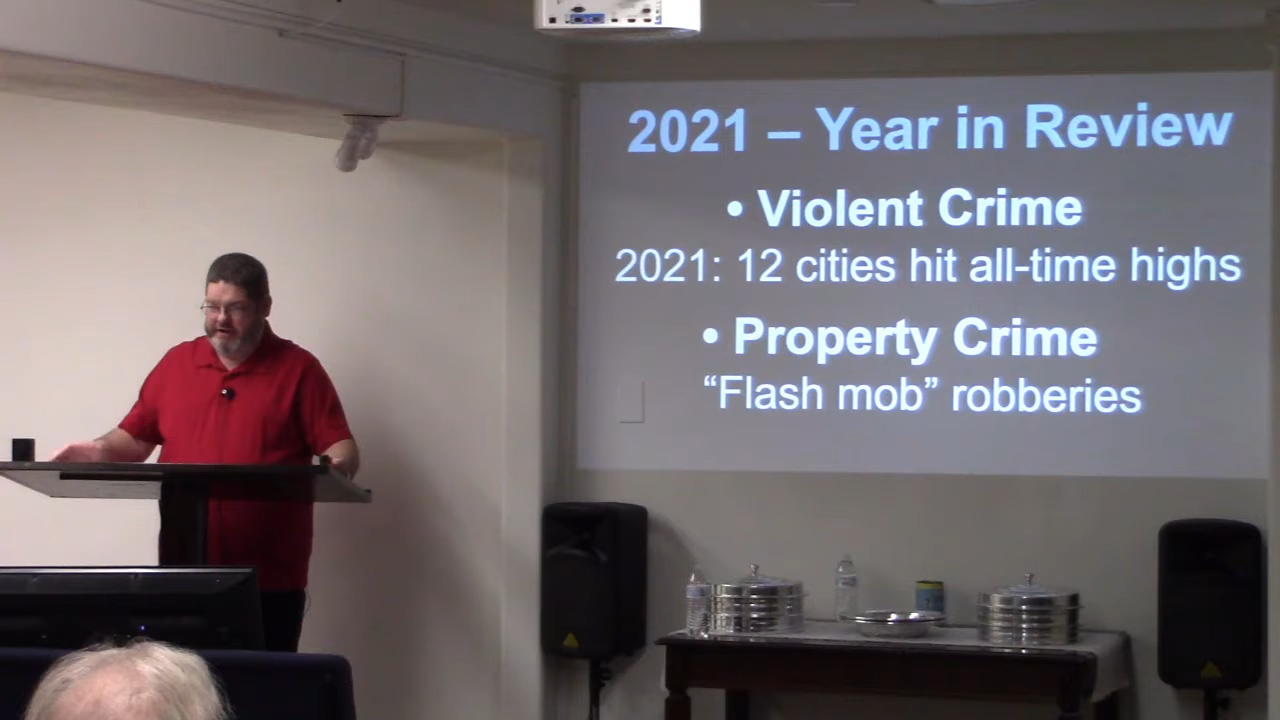 2021 – Year in Review
• Violent Crime
2021: 12 cities hit all-time highs
• Property Crime
“Flash mob” robberies